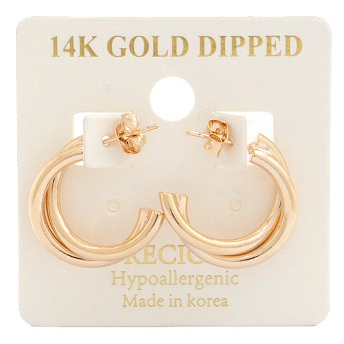 14K GOLD DIPPED
Hypoallergenic
Made in korea